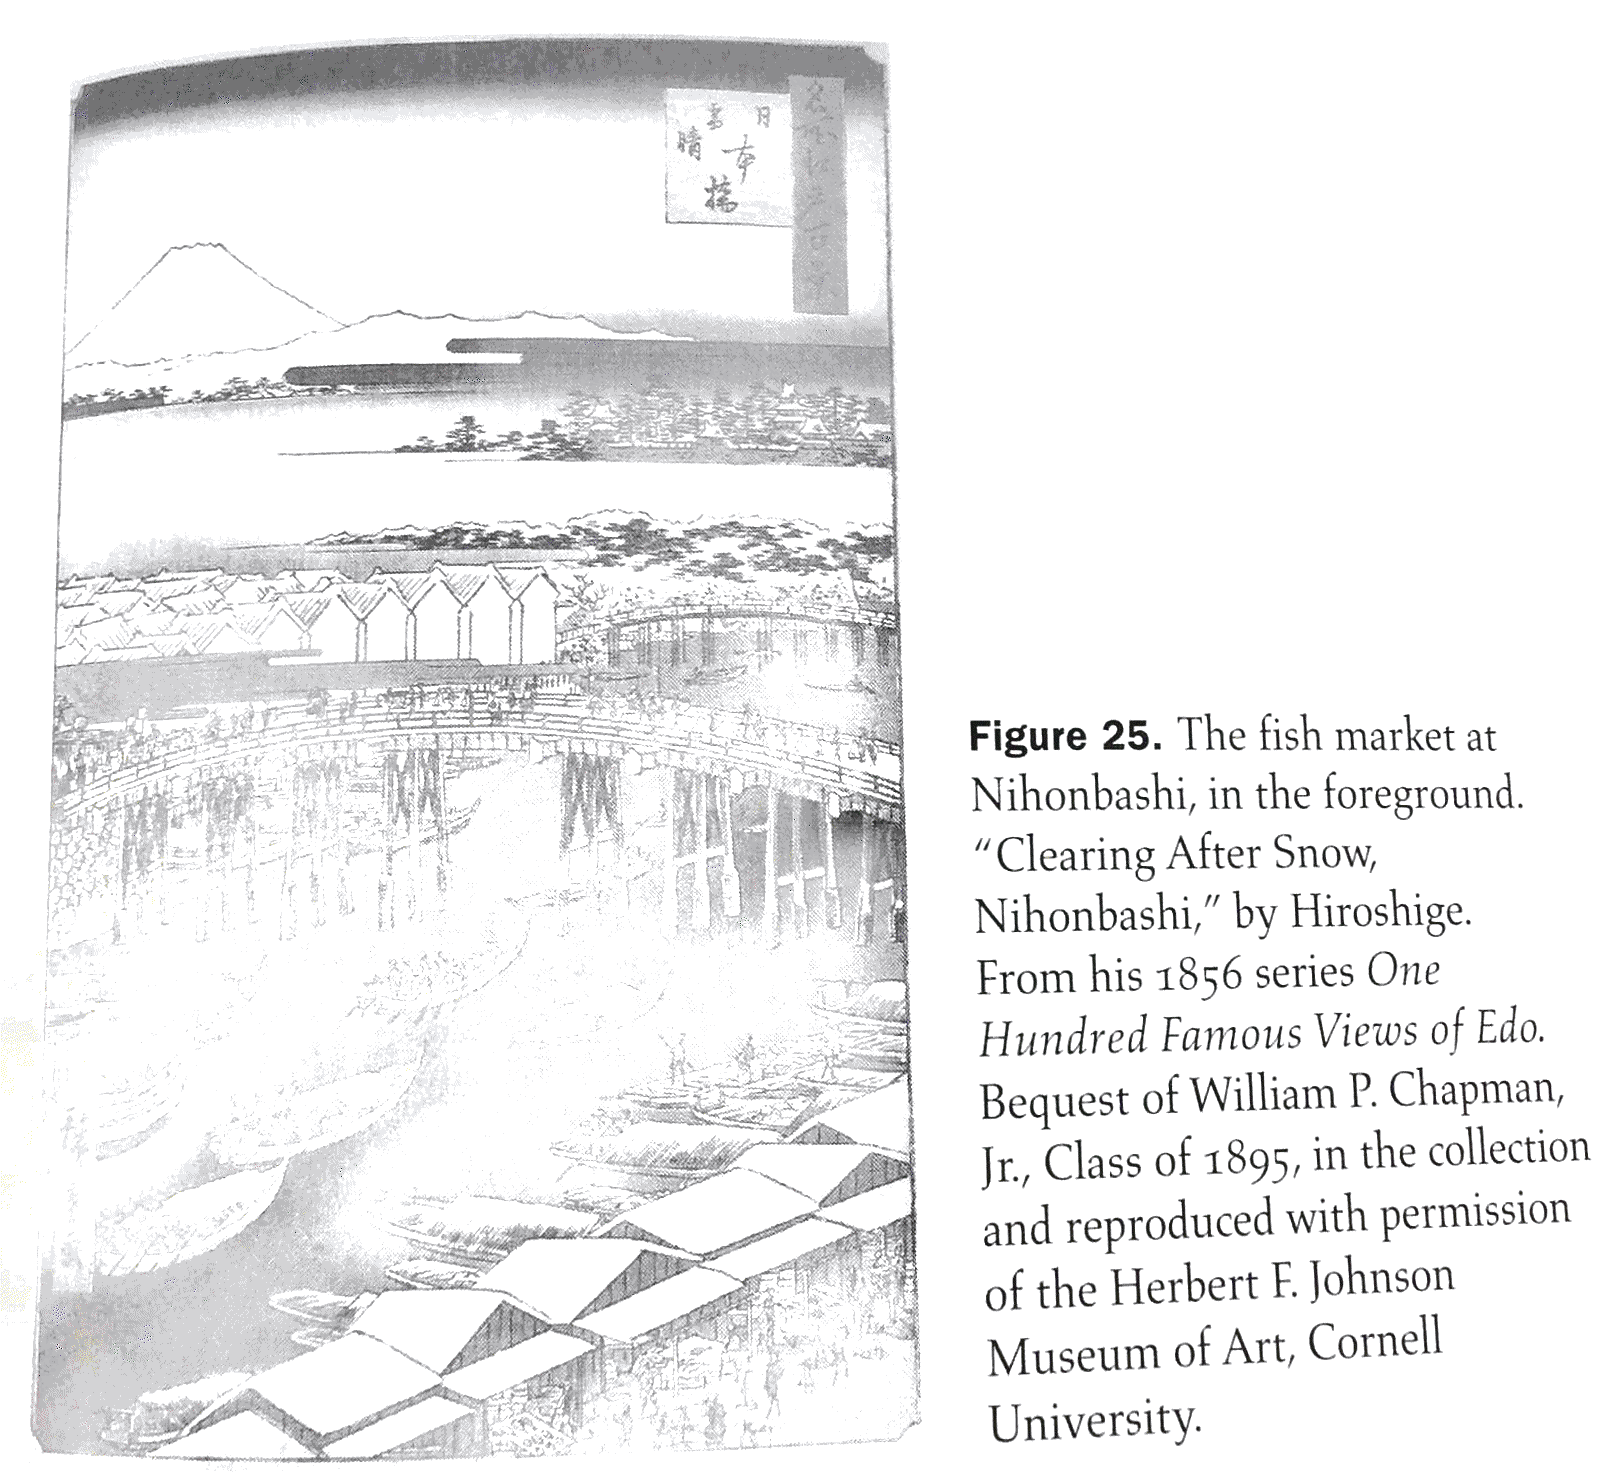 日本橋
雪晴
名所江戸百景
Figure 25. The fish market at
Nihonbashi, in the foreground.
“Clearing After Snow,
Nihonbashi,” by Hiroshige.
From his 1856 series One
Hundred Famous Views of Edo.
Bequest of William P. Chapman,
Jr., Class of 1895, in the collection
and reproduced with permission
of the Herbert F. Johnson
Museum of Art, Cornell
University.